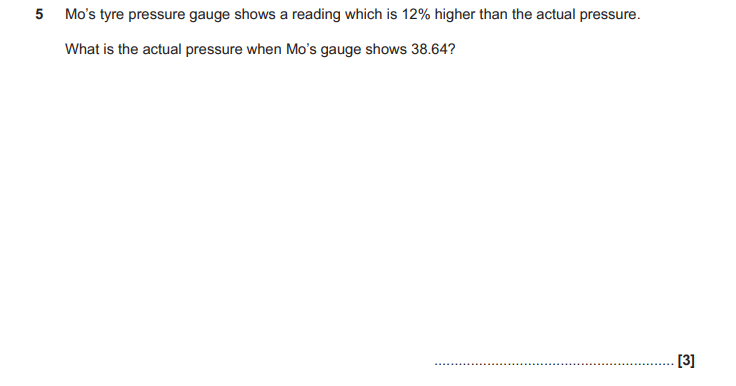 5 Mo’s tyre pressure gauge shows a reading which is 12% higher than the actual pressure.
What is the actual pressure when Mo’s gauge shows 38.64?
........................................................... [3]